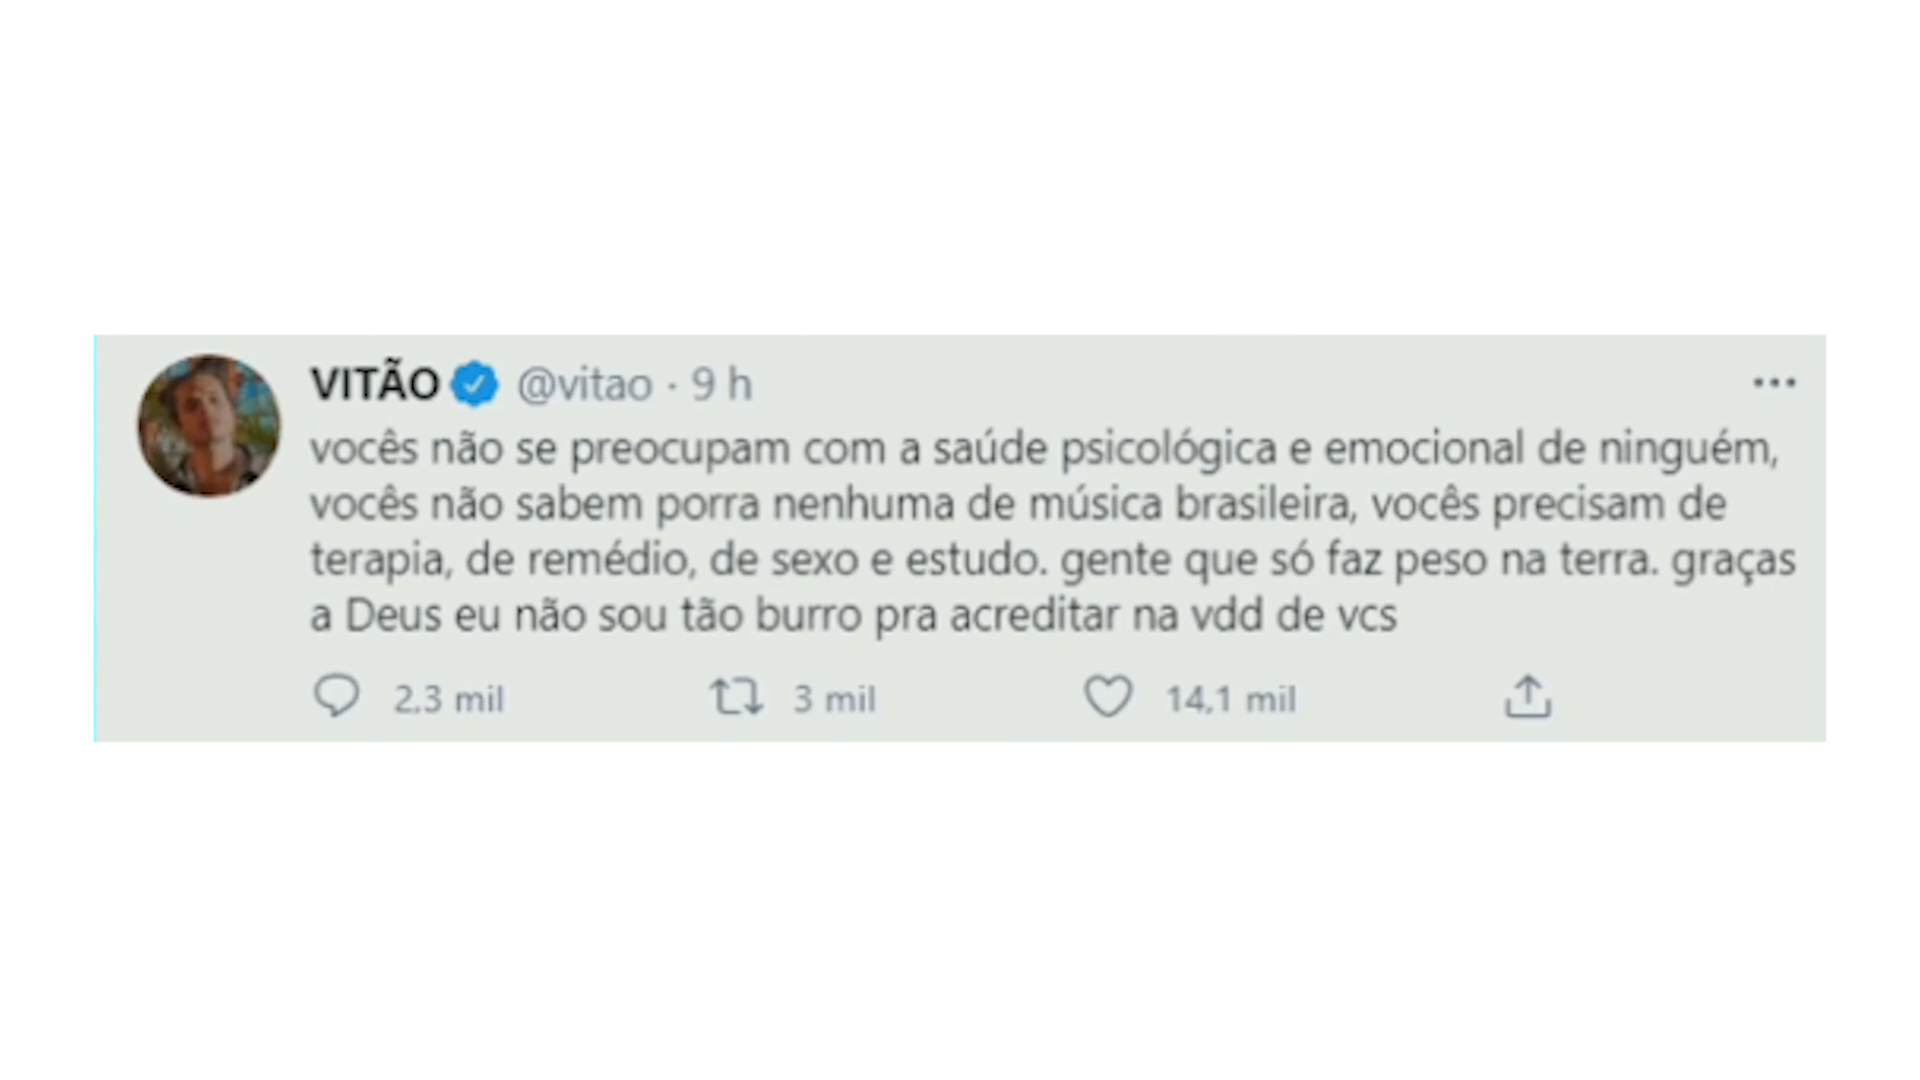 VITÃO @vitao · 9 h
vocês não se preocupam com a saúde psicológica e emocional de ninguém,
vocês não sabem porra nenhuma de música brasileira, vocês precisam de
terapia, de remédio, de sexo e estudo. gente que só faz peso na terra. graças
a Deus eu não sou tão burro pra acreditar na vdd de vcs
2,3 mil 3 mil 14,1 mil